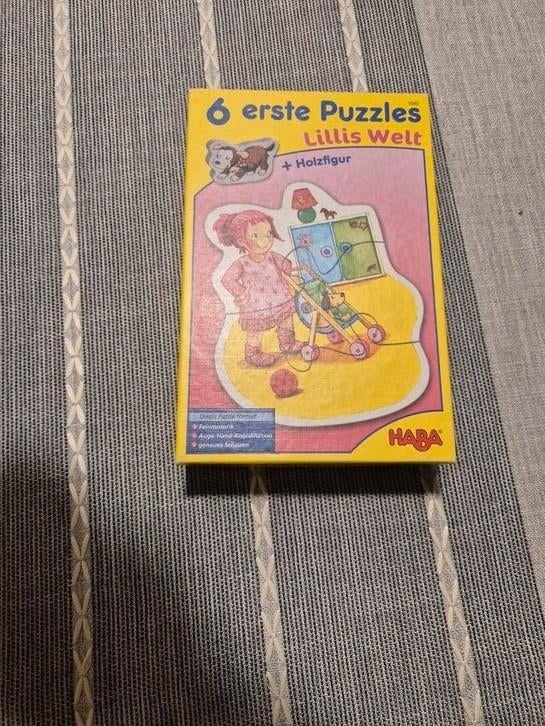 6 erste Puzzles
Lillis Welt
+ Holzfigur
Dieses Puzzle fördert:
Feinmotorik
Auge-Hand-Koordination
genaues Schauen
HABA®